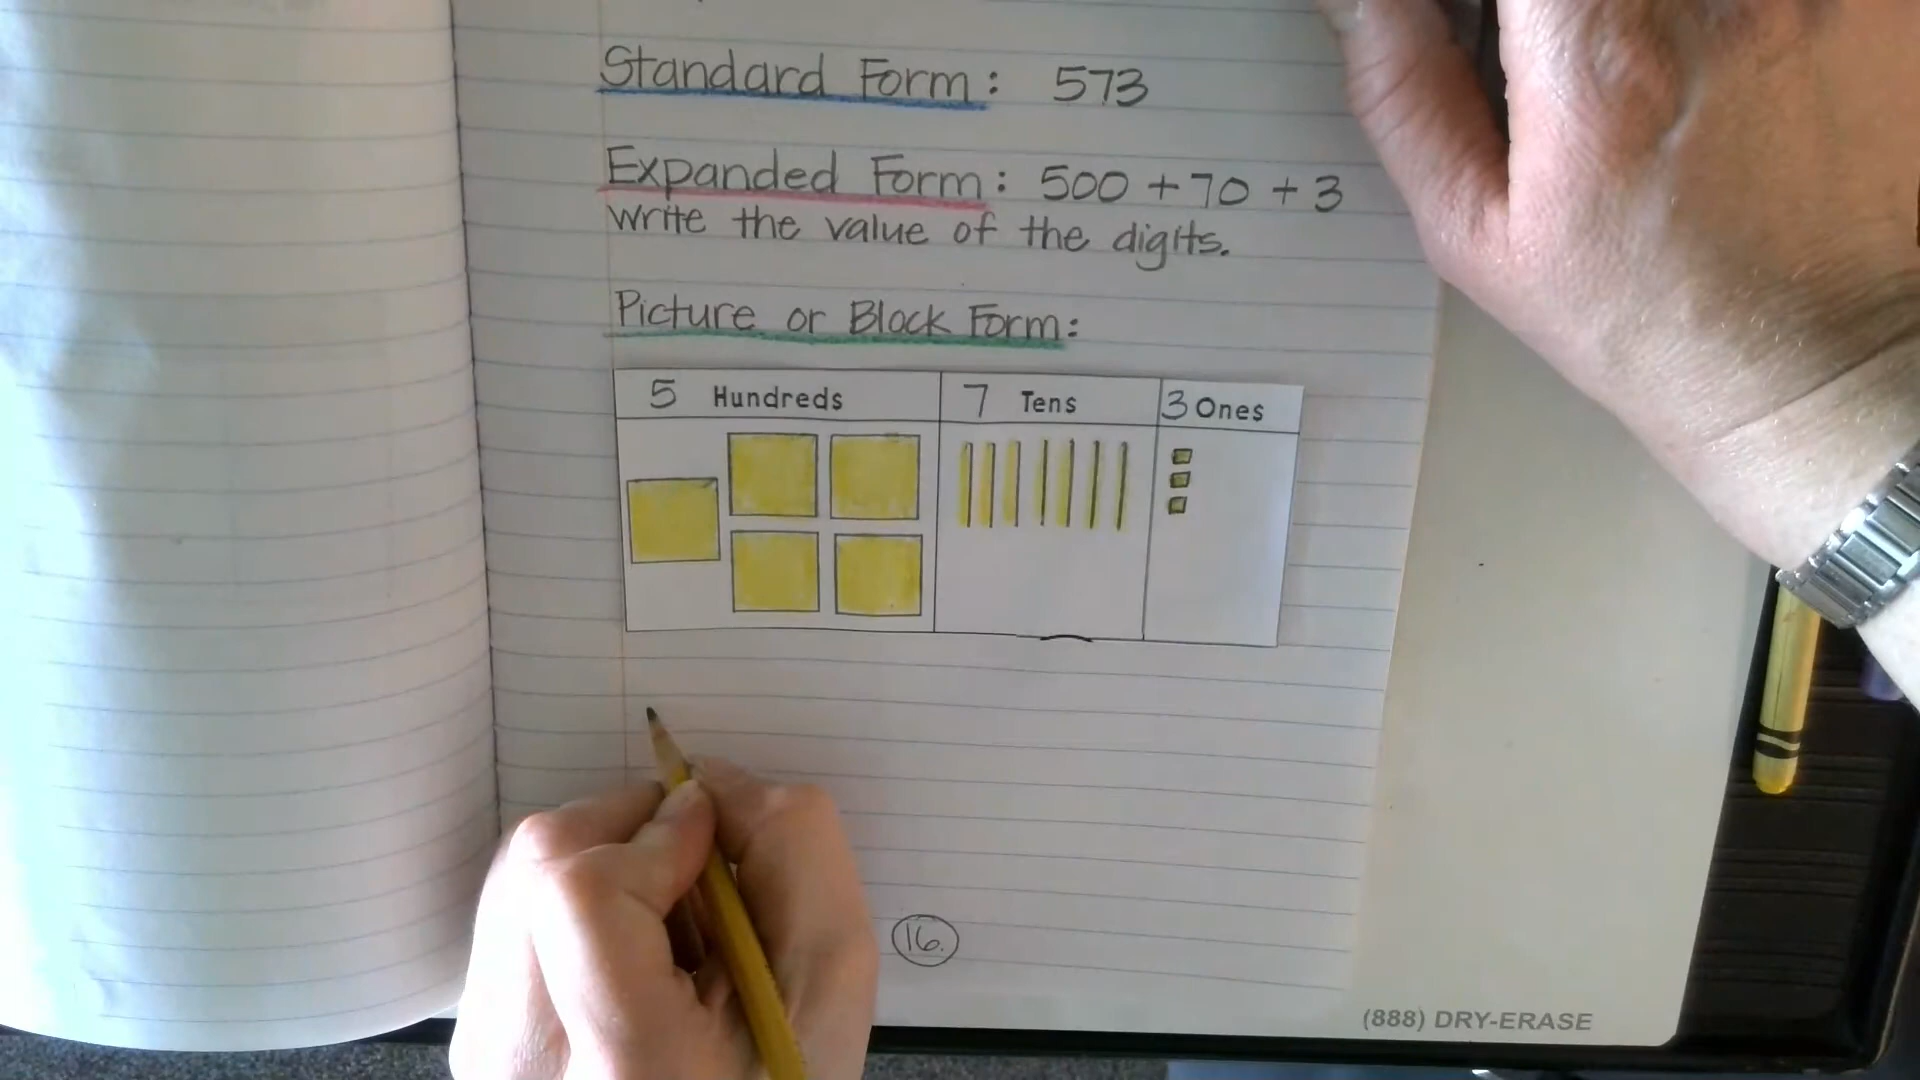 Standard Form: 573
Expanded Form: 500 + 70 + 3
Write the value of the digits.
Picture or Block Form:
5 Hundreds 7 Tens 3 Ones
16.
(888) DRY-ERASE